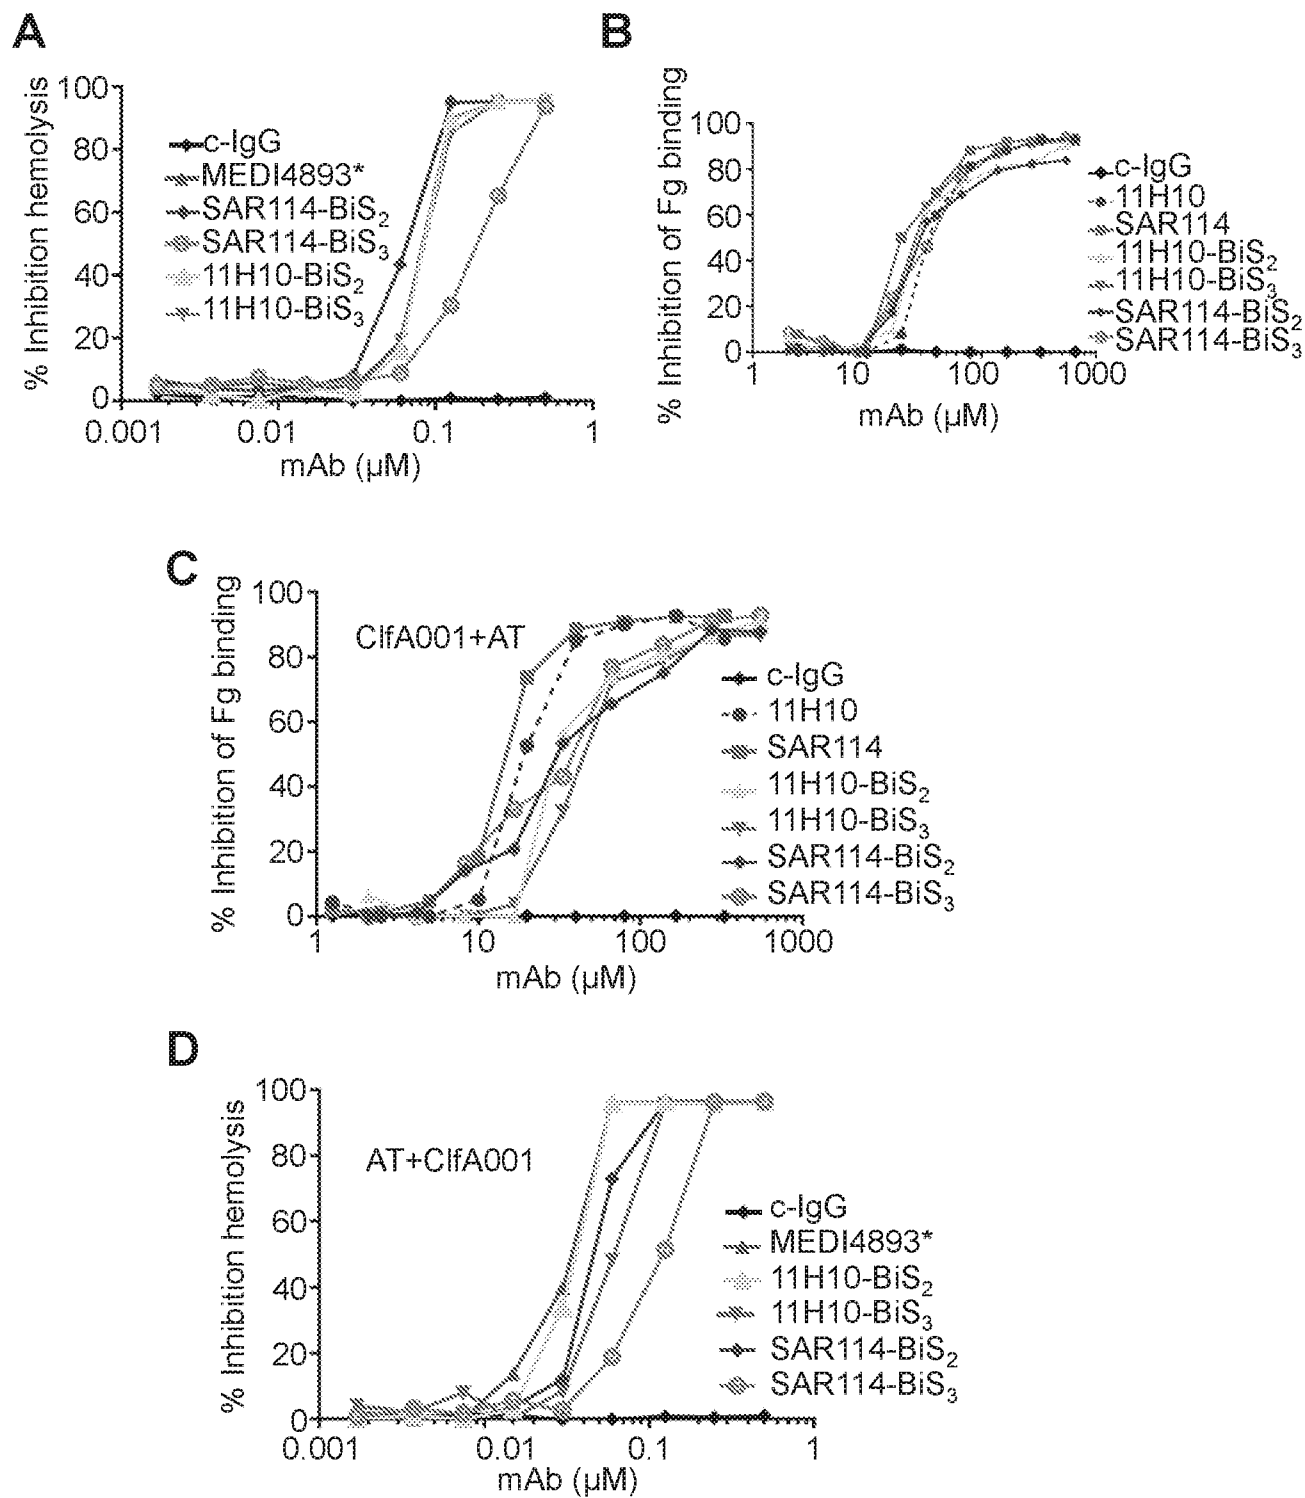 A
% Inhibition hemolysis
100
80
60
40
20
0
c-IgG
MEDI4893*
SAR114-BiS2
SAR114-BiS3
11H10-BiS2
11H10-BiS3
0.001 0.01 0.1 1
mAb (µM)
B
% Inhibition of Fg binding
100
80
60
40
20
0
c-IgG
11H10
SAR114
11H10-BiS2
11H10-BiS3
SAR114-BiS2
SAR114-BiS3
1 10 100 1000
mAb (µM)
C
% Inhibition of Fg binding
100
80
60
40
20
0
ClfA001+AT
c-IgG
11H10
SAR114
11H10-BiS2
11H10-BiS3
SAR114-BiS2
SAR114-BiS3
1 10 100 1000
mAb (µM)
D
% Inhibition hemolysis
100
80
60
40
20
0
AT+ClfA001
c-IgG
MEDI4893*
11H10-BiS2
11H10-BiS3
SAR114-BiS2
SAR114-BiS3
0.001 0.01 0.1 1
mAb (µM)